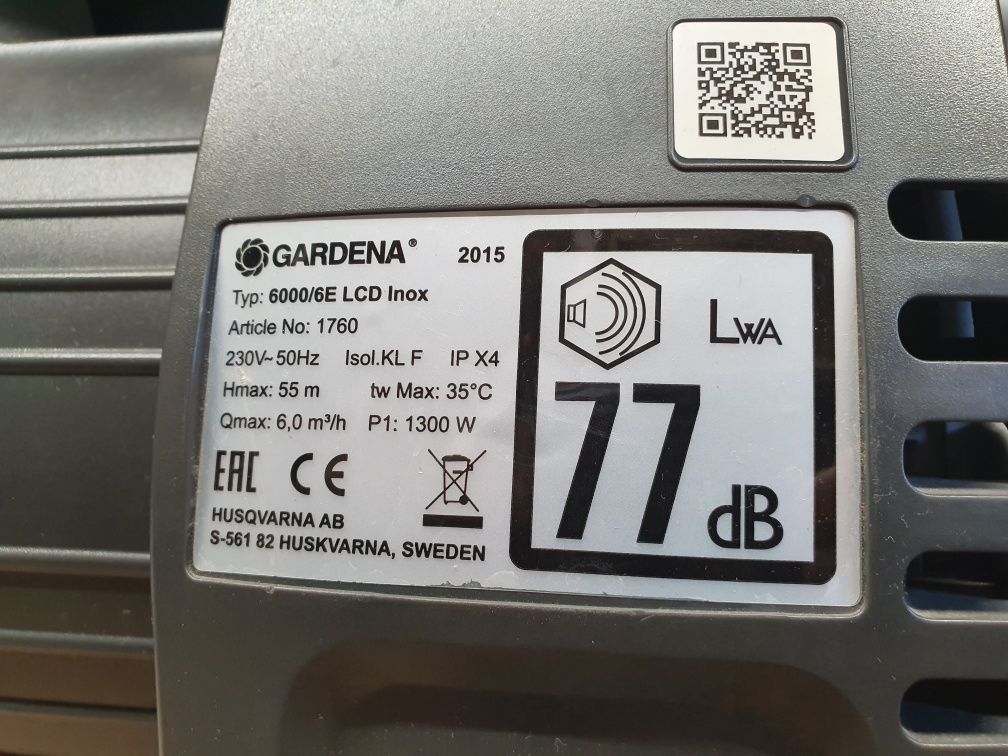 GARDENA® 2015
Typ: 6000/6E LCD Inox
Article No: 1760
230V~50Hz Isol.KL F IP X4
Hmax: 55 m tw Max: 35°C
Qmax: 6,0 m³/h P1: 1300 W
EAC CE
HUSQVARNA AB
S-561 82 HUSKVARNA, SWEDEN
LWA
77
dB